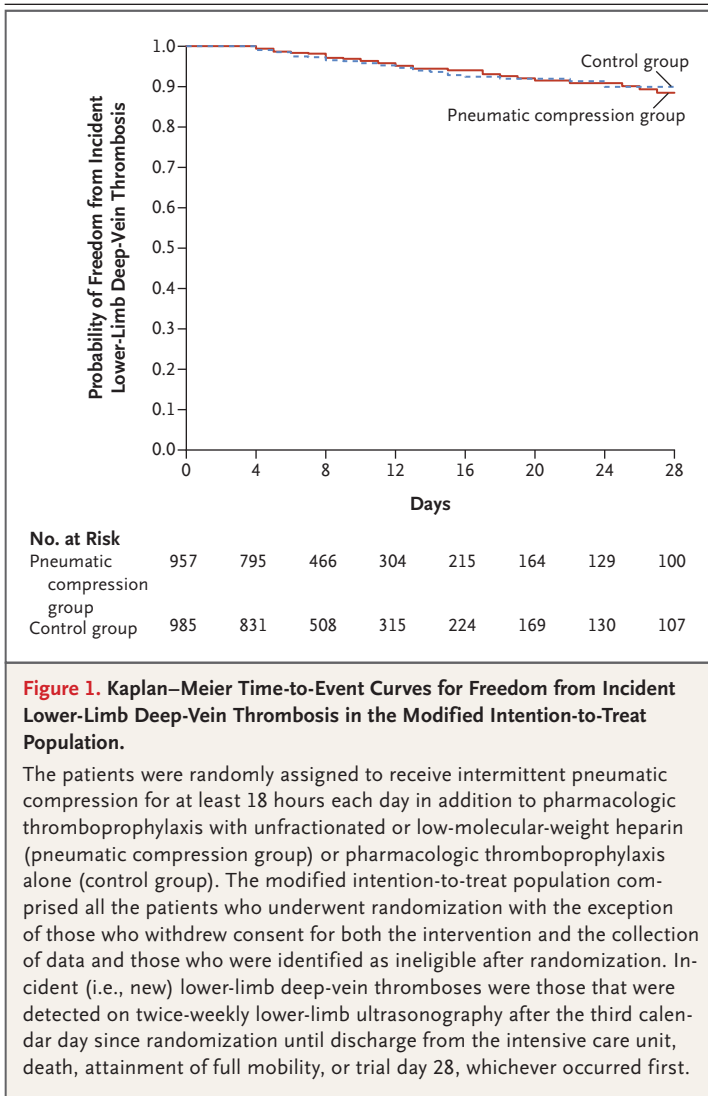 1.0
0.9
0.8
0.7
0.6
0.5
0.4
0.3
0.2
0.1
0.0
Probability of Freedom from Incident
Lower-Limb Deep-Vein Thrombosis
Control group
Pneumatic compression group
0 4 8 12 16 20 24 28
Days
No. at Risk
Pneumatic 957 795 466 304 215 164 129 100
compression
group
Control group 985 831 508 315 224 169 130 107
Figure 1. Kaplan–Meier Time-to-Event Curves for Freedom from Incident
Lower-Limb Deep-Vein Thrombosis in the Modified Intention-to-Treat
Population.
The patients were randomly assigned to receive intermittent pneumatic
compression for at least 18 hours each day in addition to pharmacologic
thromboprophylaxis with unfractionated or low-molecular-weight heparin
(pneumatic compression group) or pharmacologic thromboprophylaxis
alone (control group). The modified intention-to-treat population com-
prised all the patients who underwent randomization with the exception
of those who withdrew consent for both the intervention and the collection
of data and those who were identified as ineligible after randomization. In-
cident (i.e., new) lower-limb deep-vein thromboses were those that were
detected on twice-weekly lower-limb ultrasonography after the third calen-
dar day since randomization until discharge from the intensive care unit,
death, attainment of full mobility, or trial day 28, whichever occurred first.